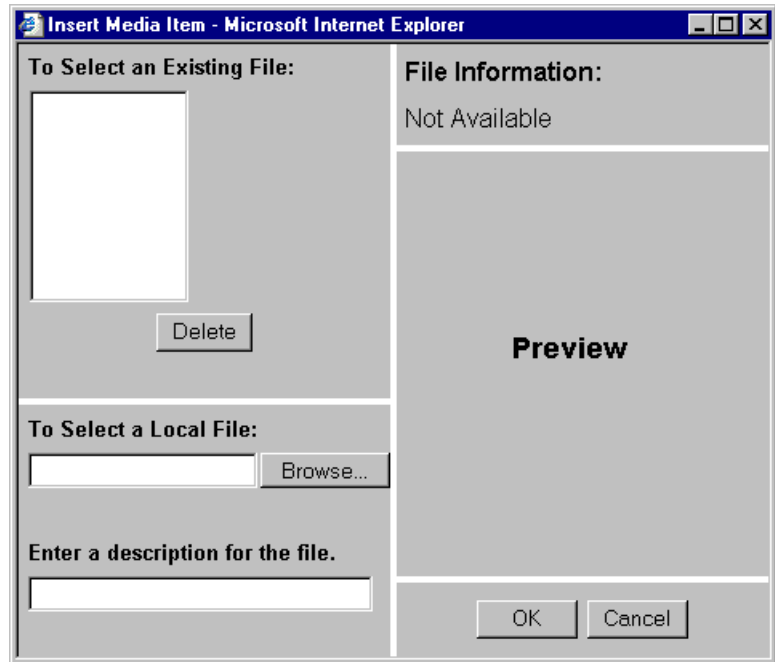 Insert Media Item - Microsoft Internet Explorer
To Select an Existing File:
Delete
To Select a Local File:
Browse...
Enter a description for the file.
File Information:
Not Available
Preview
OK
Cancel